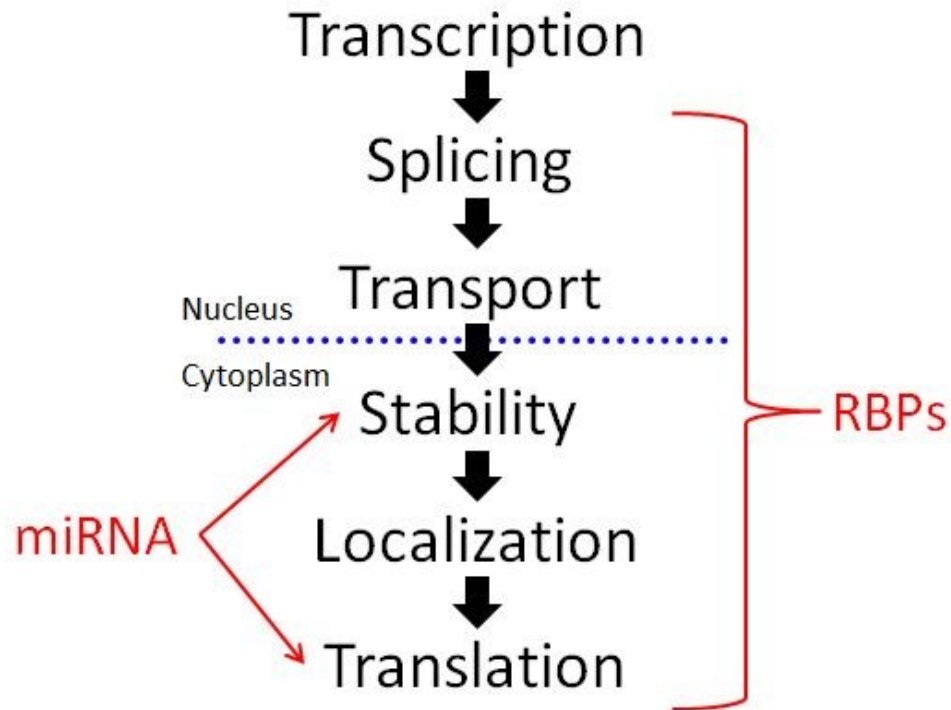 Transcription
Splicing
Transport
Nucleus
Cytoplasm
Stability
RBPs
miRNA
Localization
Translation